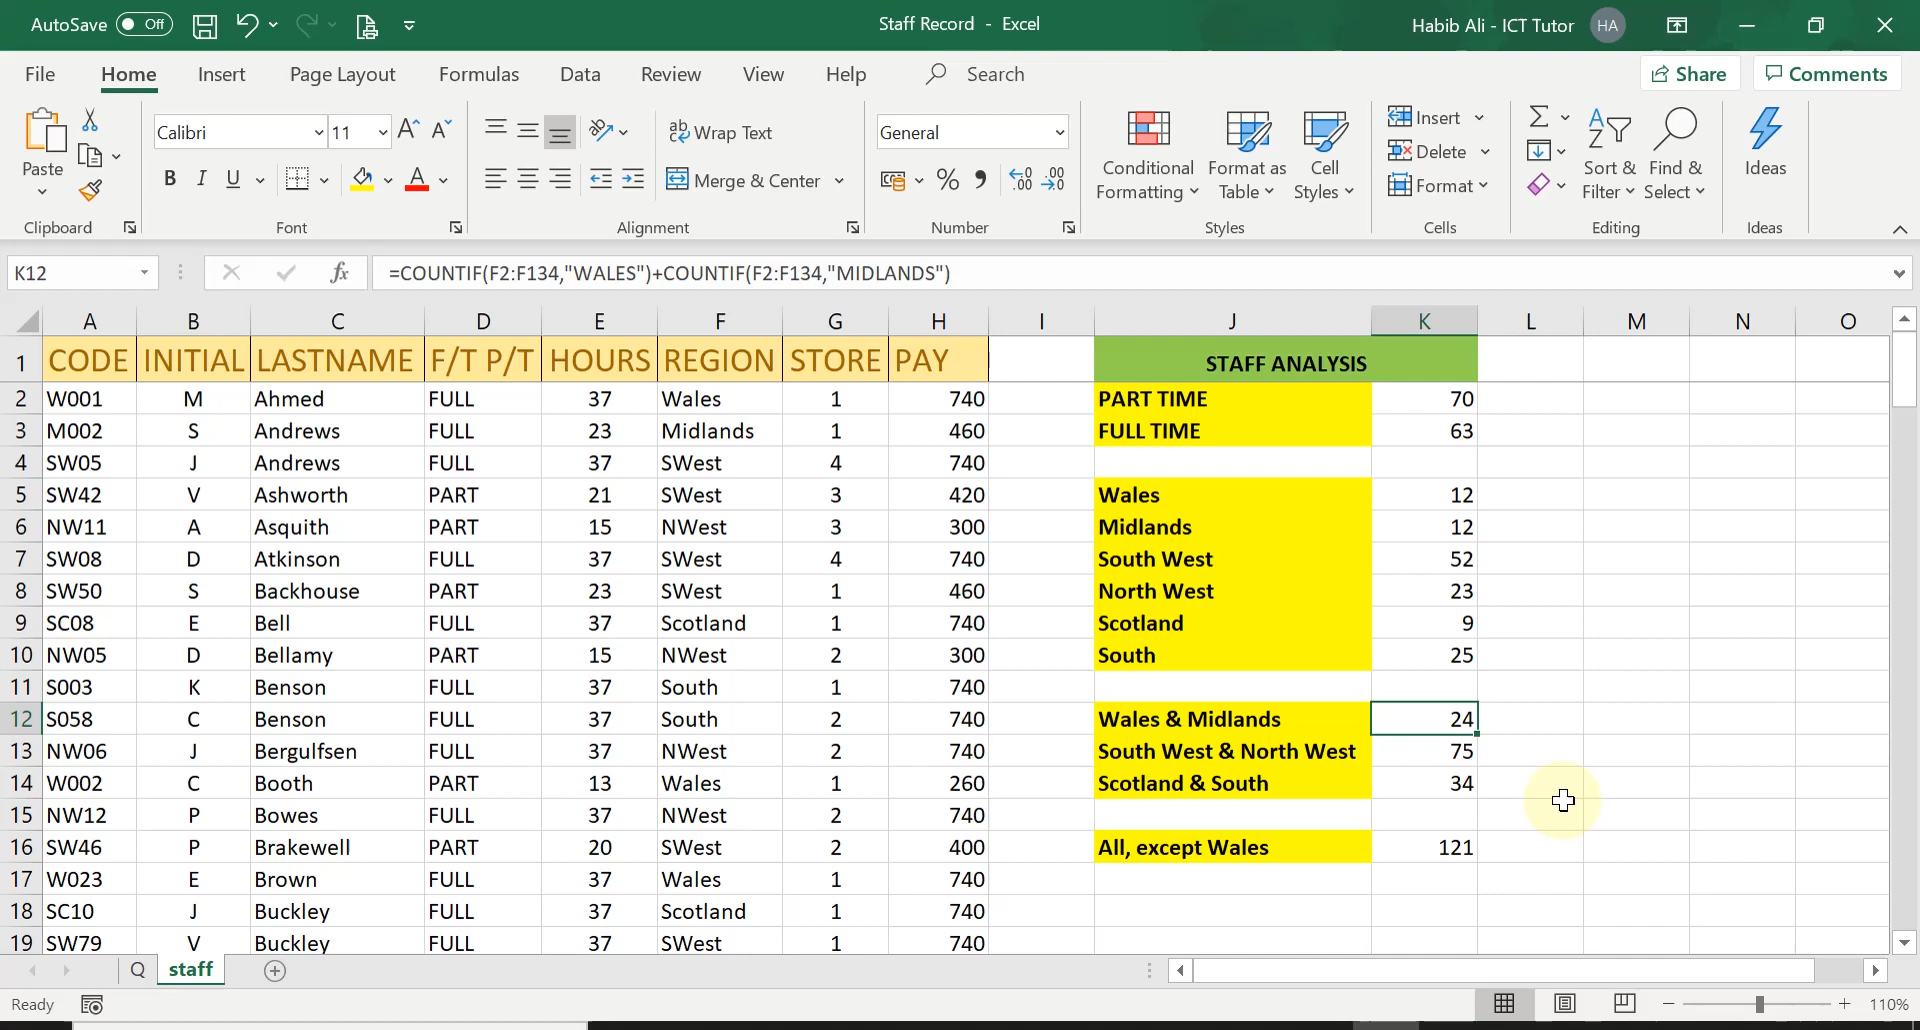 AutoSave Off Staff Record - Excel Habib Ali - ICT Tutor HA
File Home Insert Page Layout Formulas Data Review View Help Search Share Comments
Paste
Clipboard
Calibri 11
B I U
Font
ab Wrap Text
Merge & Center
Alignment
General
% 9
Number
Conditional Formatting
Format as Table
Cell Styles
Styles
Insert
Delete
Format
Cells
Sort & Filter
Find & Select
Editing
Ideas
Ideas
K12 fx =COUNTIF(F2:F134,"WALES")+COUNTIF(F2:F134,"MIDLANDS")
A B C D E F G H I J K L M N O
1 CODE INITIAL LASTNAME F/T P/T HOURS REGION STORE PAY STAFF ANALYSIS
2 W001 M Ahmed FULL 37 Wales 1 740 PART TIME 70
3 M002 S Andrews FULL 23 Midlands 1 460 FULL TIME 63
4 SW05 J Andrews FULL 37 SWest 4 740
5 SW42 V Ashworth PART 21 SWest 3 420 Wales 12
6 NW11 A Asquith PART 15 NWest 3 300 Midlands 12
7 SW08 D Atkinson FULL 37 SWest 4 740 South West 52
8 SW50 S Backhouse PART 23 SWest 1 460 North West 23
9 SC08 E Bell FULL 37 Scotland 1 740 Scotland 9
10 NW05 D Bellamy PART 15 NWest 2 300 South 25
11 S003 K Benson FULL 37 South 1 740
12 S058 C Benson FULL 37 South 2 740 Wales & Midlands 24
13 NW06 J Bergulfsen FULL 37 NWest 2 740 South West & North West 75
14 W002 C Booth PART 13 Wales 1 260 Scotland & South 34
15 NW12 P Bowes FULL 37 NWest 2 740
16 SW46 P Brakewell PART 20 SWest 2 400 All, except Wales 121
17 W023 E Brown FULL 37 Wales 1 740
18 SC10 J Buckley FULL 37 Scotland 1 740
19 SW79 V Buckley FULL 37 SWest 1 740
Q staff
Ready 110%